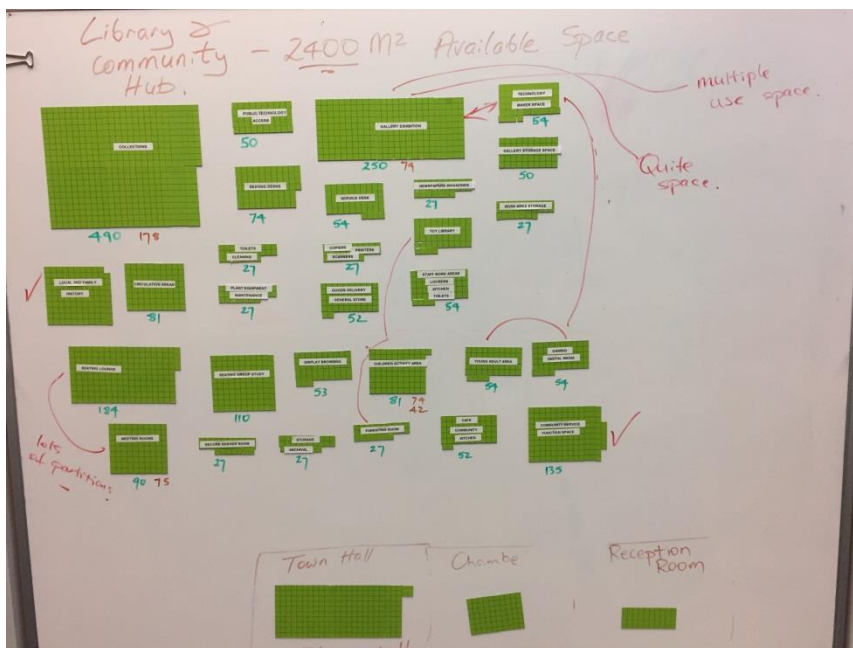 Library &
Community - 2400 M² Available Space
Hub.
multiple
use space.
Quite
space.
COLLECTIONS
490 178
PUBLIC TECHNOLOGY
ACCESS
50
GALLERY EXHIBITION
250 74
TECHNOLOGY
MAKER SPACE
54
GALLERY STORAGE SPACE
50
SEATING DESKS
74
SERVICE DESK
54
NEWSPAPERS MAGAZINES
27
WORK AREA STORAGE
27
TOILETS
CLEANING
27
COPIERS
PRINTERS
SCANNERS
27
TOY LIBRARY
LOCAL AND FAMILY
HISTORY
CIRCULATION AREAS
81
PLANT EQUIPMENT
MAINTENANCE
27
GOODS DELIVERY
GENERAL STORE
52
STAFF WORK AREAS
LOCKERS
KITCHEN
TOILETS
54
SEATING LOUNGE
184
SEATING GROUP STUDY
110
DISPLAY BROWSING
53
CHILDRENS ACTIVITY AREA
81 74
42
YOUNG ADULT AREA
54
GAMING
DIGITAL MEDIA
54
lots
of partitions
MEETING ROOMS
90 75
SECURE SERVER ROOM
27
STORAGE
ARCHIVAL
27
PARENTING ROOM
27
CAFE
COMMUNITY
KITCHEN
52
COMMUNITY SERVICE
FUNCTION SPACE
135
Town Hall
Chambe
Reception
Room